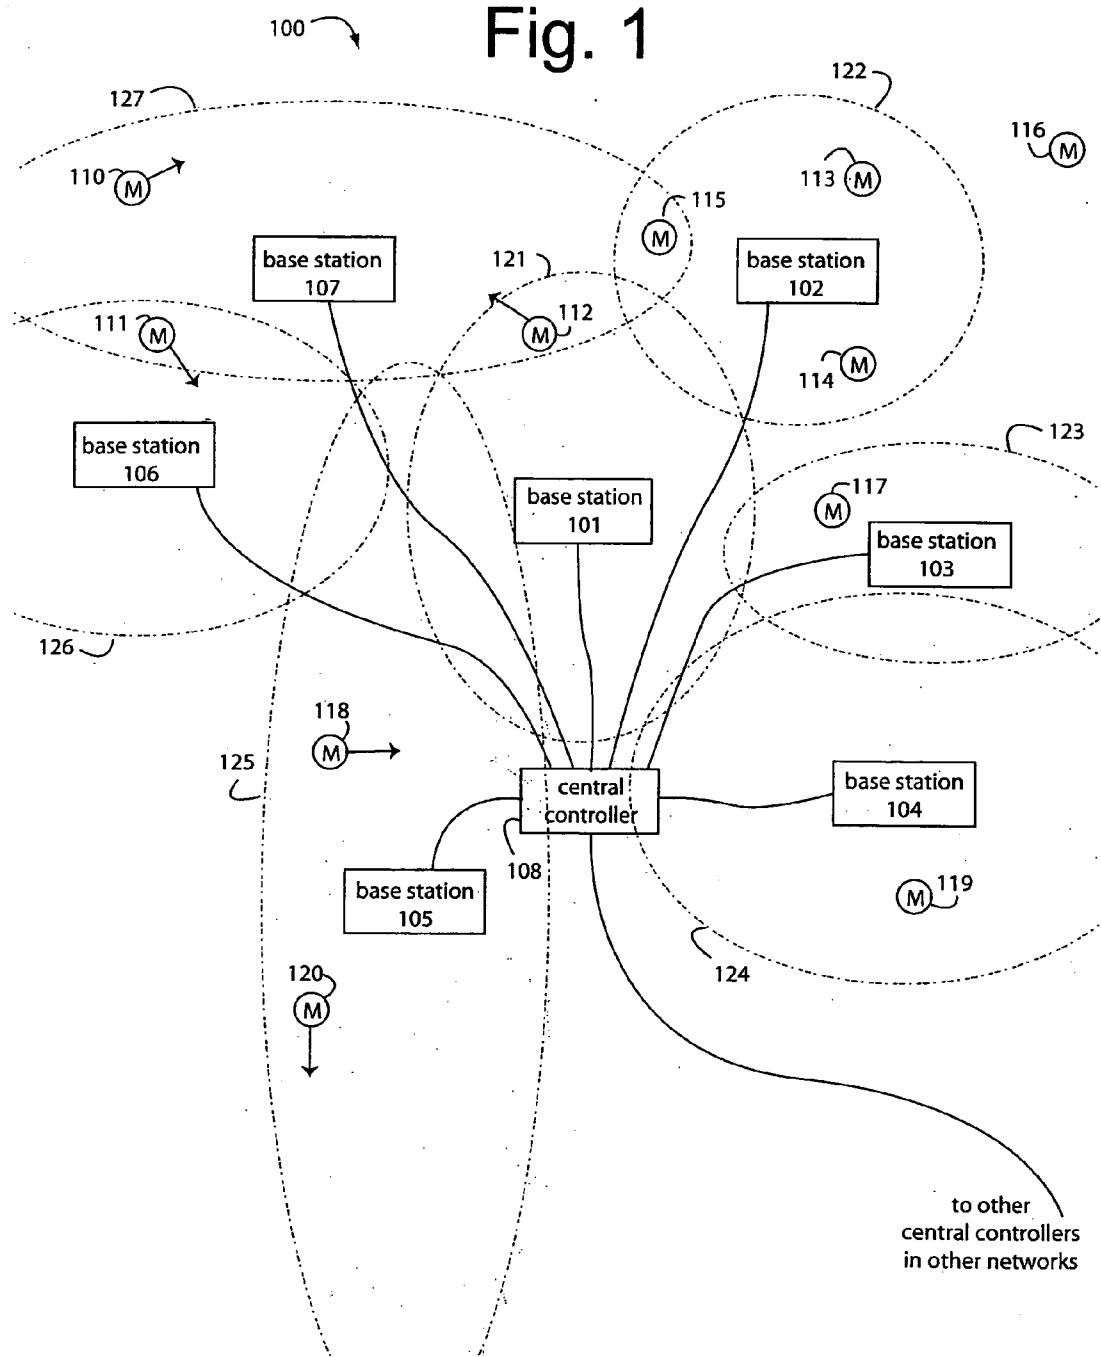 Fig. 1
100
122
127
116
M
110
M
113
M
115
M
base station
107
121
base station
102
111
M
112
M
114
M
123
base station
106
117
M
base station
101
base station
103
126
118
M
125
central
controller
base station
104
108
base station
105
119
M
124
120
M
to other
central controllers
in other networks